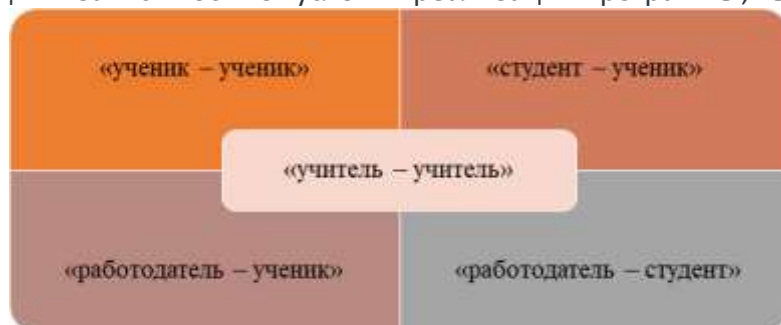 «ученик – ученик»
«студент – ученик»
«учитель – учитель»
«работодатель – ученик»
«работодатель – студент»